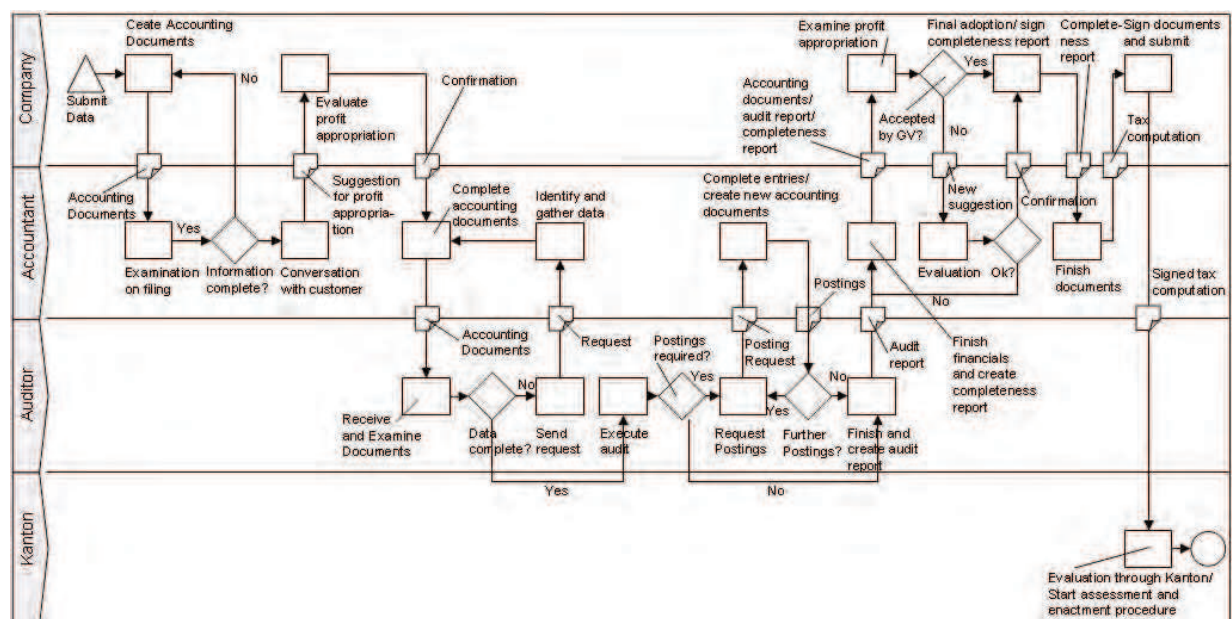 Company
Ceate Accounting
Documents
Submit
Data
No
Evaluate
profit
appropriation
Confirmation
Accounting
documents/
audit report/
completeness
report
Examine profit
appropriation
Accepted
by GV?
Yes
No
Final adoption/ sign
completeness report
Complete-
ness
report
Sign documents
and submit
Tax
computation
Accountant
Accounting
Documents
Yes
Examination
on filing
Information
complete?
Conversation
with customer
Suggestion
for profit
appropria-
tion
Complete
accounting
documents
Identify and
gather data
Complete entries/
create new accounting
documents
New
suggestion
Confirmation
Evaluation
Ok?
No
Finish
documents
Signed tax
computation
Auditor
Accounting
Documents
Request
Receive
and Examine
Documents
Data
complete?
No
Yes
Send
request
Execute
audit
Postings
required?
Yes
No
Posting
Request
Postings
Request
Postings
Yes
Further
Postings?
No
Finish and
create audit
report
Audit
report
Finish
financials
and create
completeness
report
Kanton
Evaluation through Kanton/
Start assessment and
enactment procedure